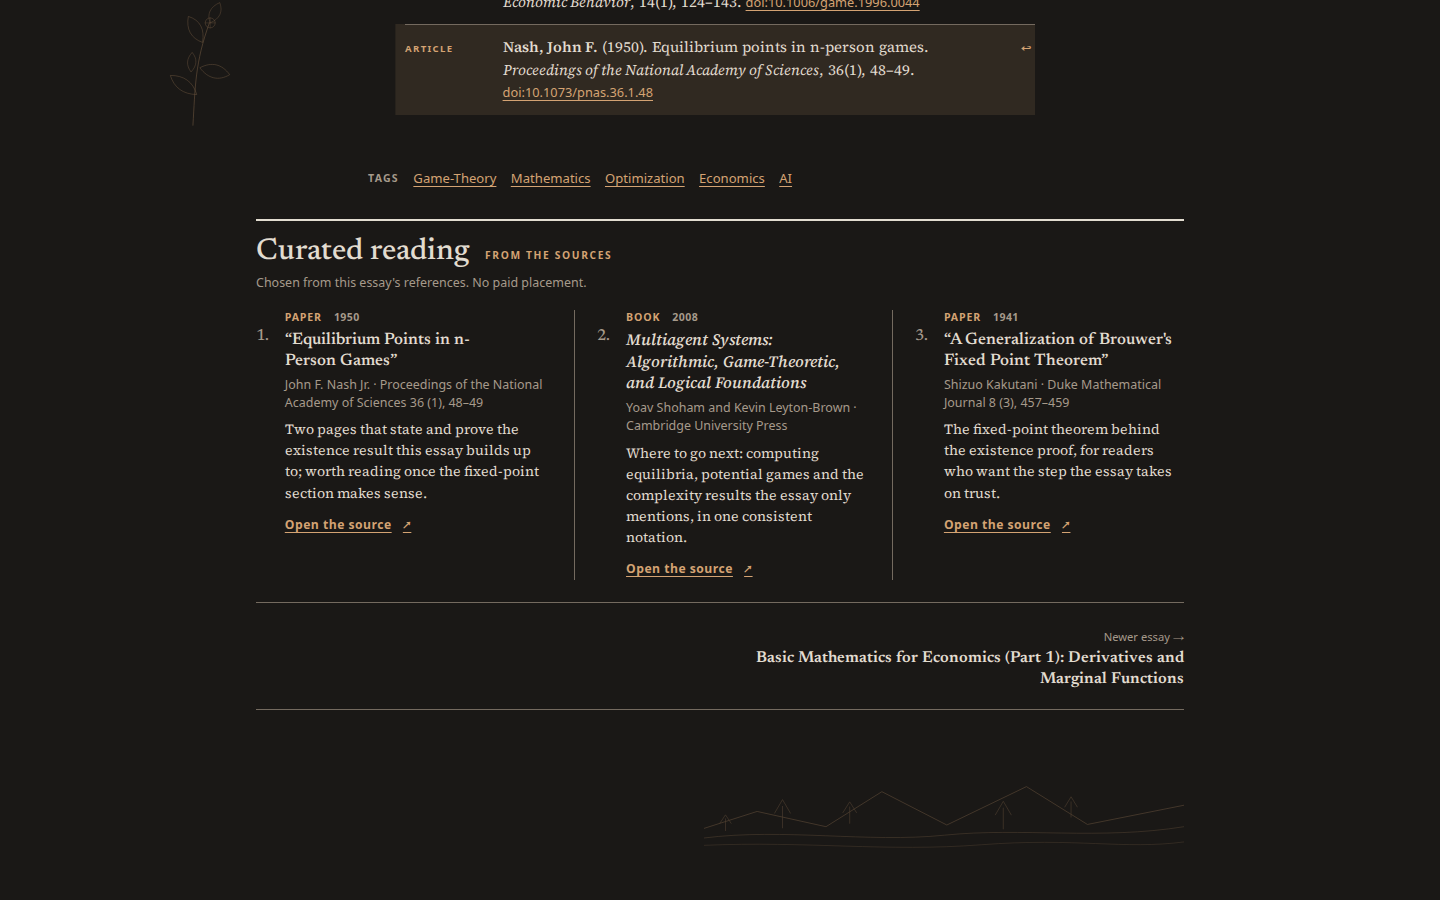 Economic Behavior, 14(1), 124–143. doi:10.1006/game.1996.0044
ARTICLE
Nash, John F. (1950). Equilibrium points in n-person games. ↩
Proceedings of the National Academy of Sciences, 36(1), 48–49.
doi:10.1073/pnas.36.1.48
TAGS Game-Theory Mathematics Optimization Economics AI
Curated reading FROM THE SOURCES
Chosen from this essay's references. No paid placement.
1.
PAPER 1950
“Equilibrium Points in n-
Person Games”
John F. Nash Jr. · Proceedings of the National
Academy of Sciences 36 (1), 48–49
Two pages that state and prove the
existence result this essay builds up
to; worth reading once the fixed-point
section makes sense.
Open the source ↗
2.
BOOK 2008
Multiagent Systems:
Algorithmic, Game-Theoretic,
and Logical Foundations
Yoav Shoham and Kevin Leyton-Brown ·
Cambridge University Press
Where to go next: computing
equilibria, potential games and the
complexity results the essay only
mentions, in one consistent
notation.
Open the source ↗
3.
PAPER 1941
“A Generalization of Brouwer's
Fixed Point Theorem”
Shizuo Kakutani · Duke Mathematical
Journal 8 (3), 457–459
The fixed-point theorem behind
the existence proof, for readers
who want the step the essay takes
on trust.
Open the source ↗
Newer essay →
Basic Mathematics for Economics (Part 1): Derivatives and
Marginal Functions